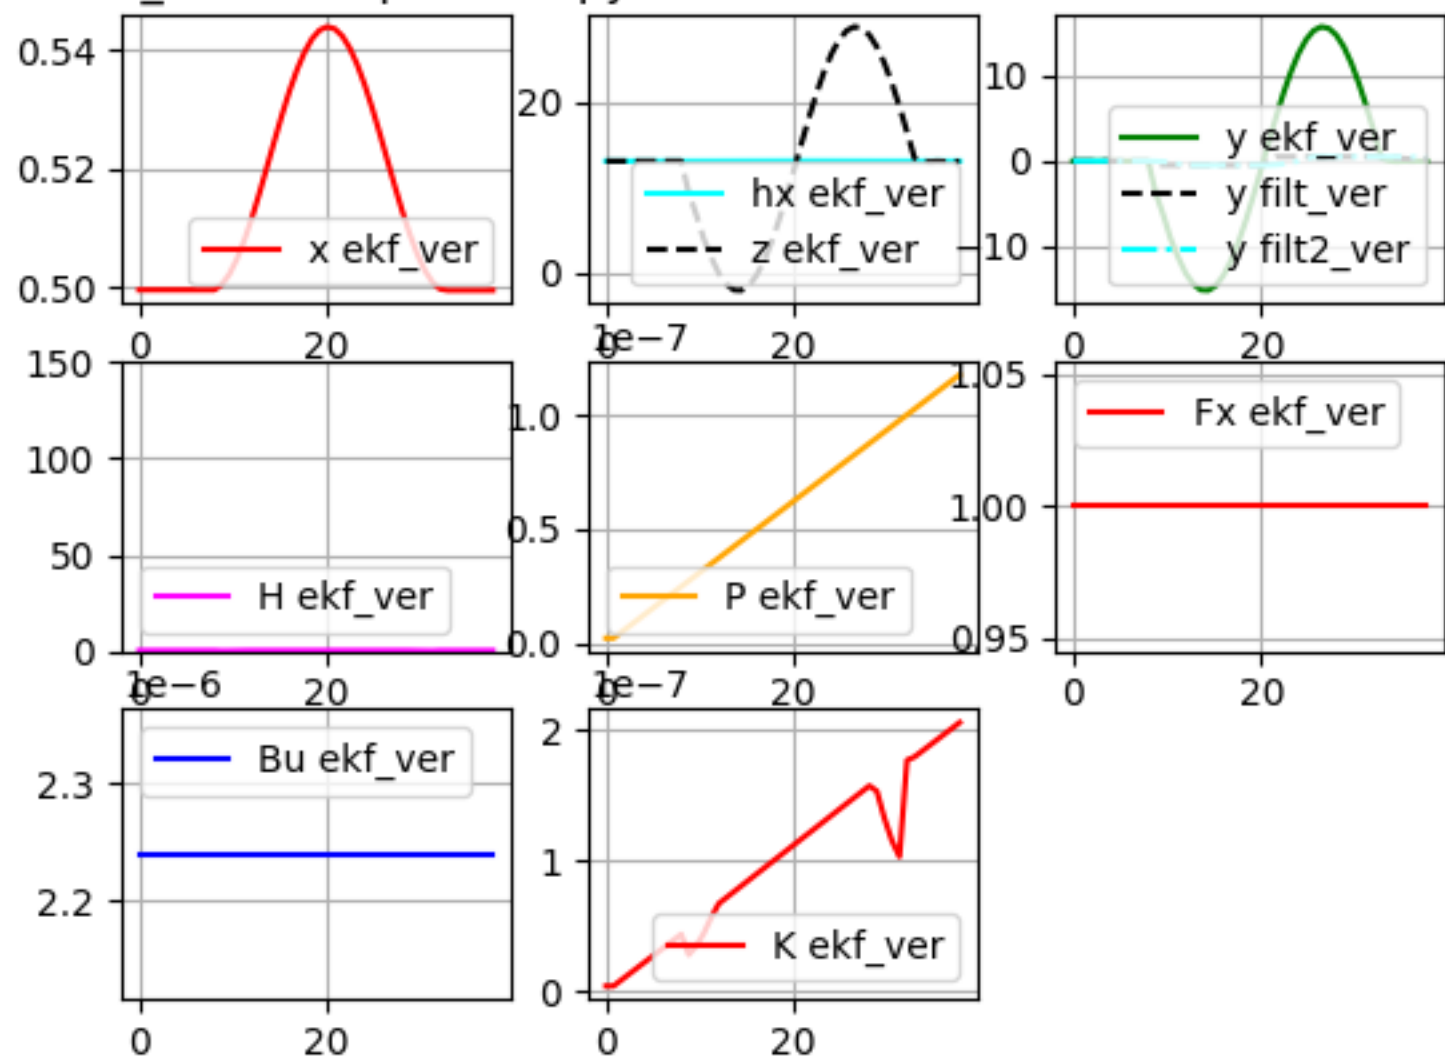 0.54
0.52
0.50
x ekf_ver
0 20
20
0
hx ekf_ver
z ekf_ver
0 20
10
0
−10
y ekf_ver
y filt_ver
y filt2_ver
0 20
150
100
50
0
H ekf_ver
0 20
1e−7
1.0
0.5
0.0
P ekf_ver
0 20
1.05
1.00
0.95
Fx ekf_ver
0 20
1e−6
2.3
2.2
Bu ekf_ver
0 20
1e−7
2
1
0
K ekf_ver
0 20